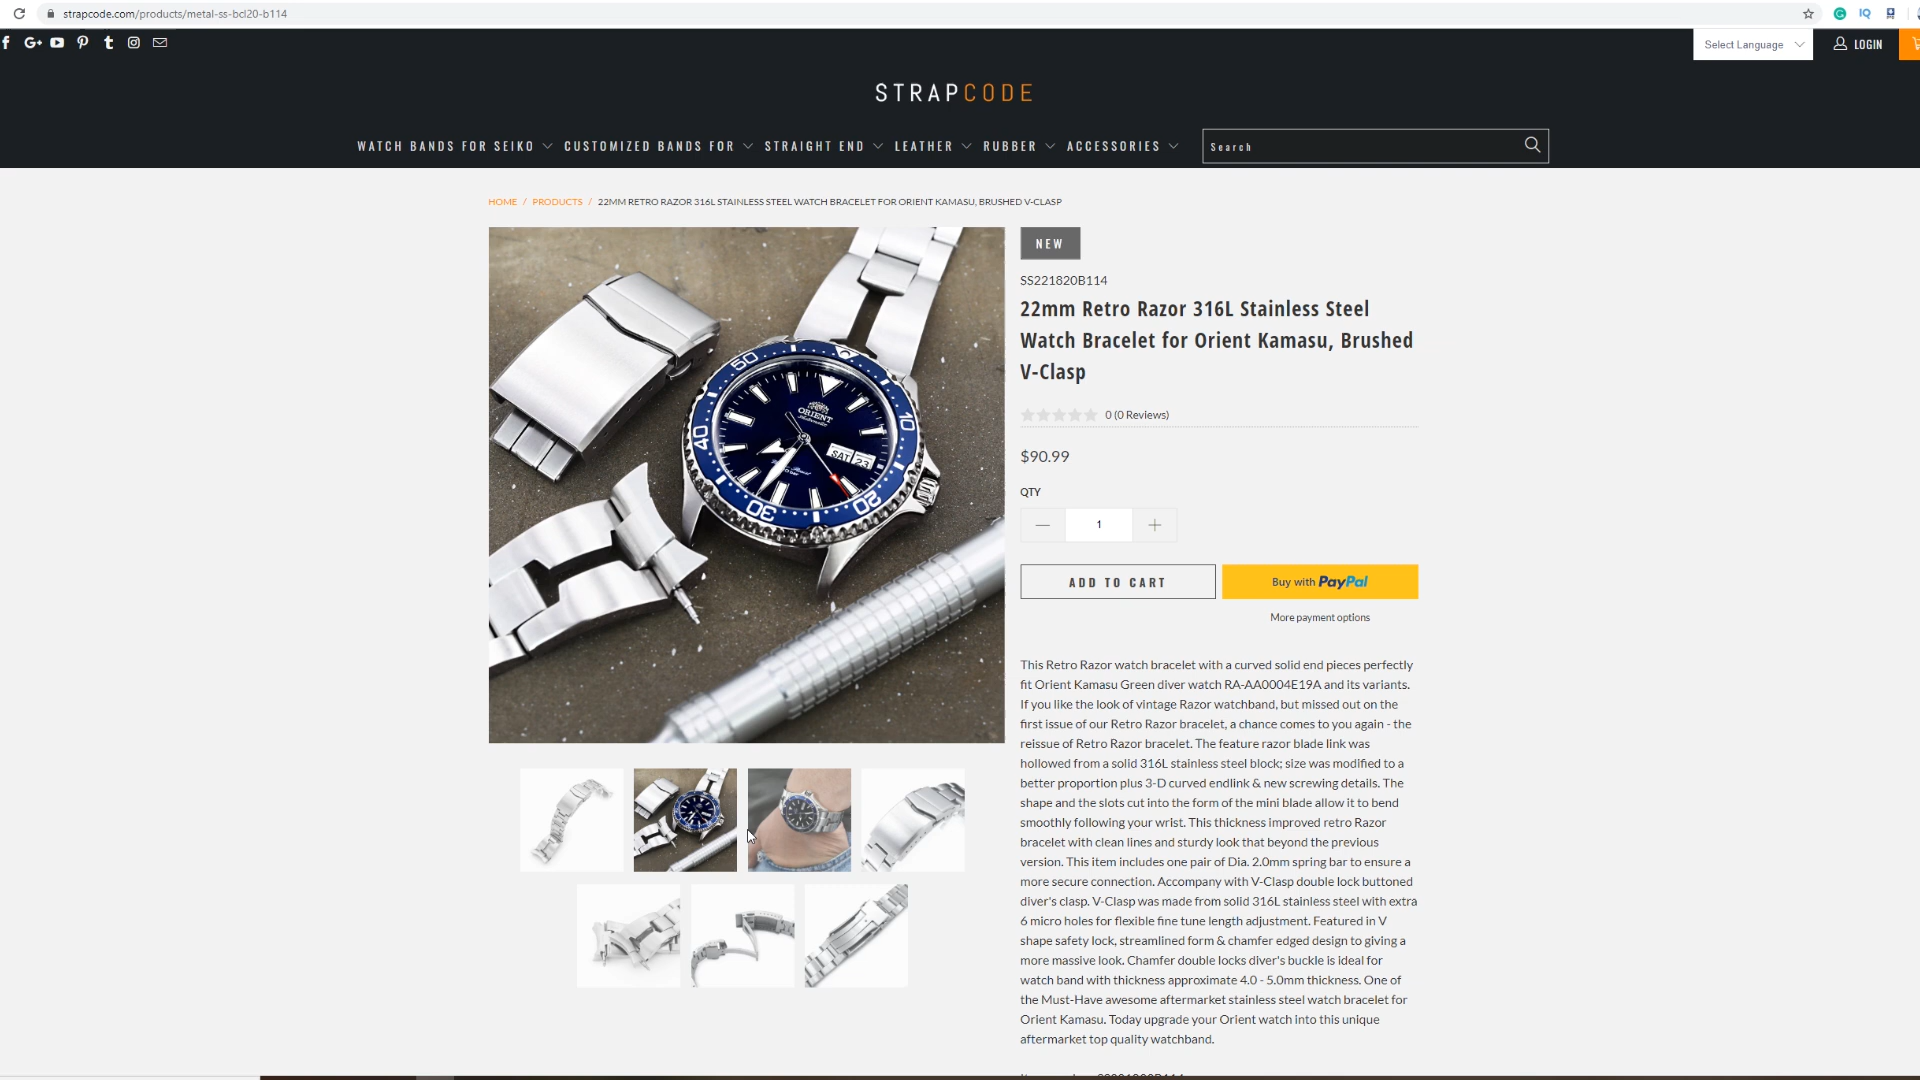 strapcode.com/products/metal-ss-bcl20-b114
Select Language
LOGIN
STRAPCODE
WATCH BANDS FOR SEIKO
CUSTOMIZED BANDS FOR
STRAIGHT END
LEATHER
RUBBER
ACCESSORIES
Search
HOME / PRODUCTS / 22MM RETRO RAZOR 316L STAINLESS STEEL WATCH BRACELET FOR ORIENT KAMASU, BRUSHED V-CLASP
50
10
40
20
30
ORIENT
Automatic
SAT 23
NEW
SS221820B114
22mm Retro Razor 316L Stainless Steel
Watch Bracelet for Orient Kamasu, Brushed
V-Clasp
0 (0 Reviews)
$90.99
QTY
1
ADD TO CART
Buy with PayPal
More payment options
This Retro Razor watch bracelet with a curved solid end pieces perfectly
fit Orient Kamasu Green diver watch RA-AA0004E19A and its variants.
If you like the look of vintage Razor watchband, but missed out on the
first issue of our Retro Razor bracelet, a chance comes to you again - the
reissue of Retro Razor bracelet. The feature razor blade link was
hollowed from a solid 316L stainless steel block; size was modified to a
better proportion plus 3-D curved endlink & new screwing details. The
shape and the slots cut into the form of the mini blade allow it to bend
smoothly following your wrist. This thickness improved retro Razor
bracelet with clean lines and sturdy look that beyond the previous
version. This item includes one pair of Dia. 2.0mm spring bar to ensure a
more secure connection. Accompany with V-Clasp double lock buttoned
diver's clasp. V-Clasp was made from solid 316L stainless steel with extra
6 micro holes for flexible fine tune length adjustment. Featured in V
shape safety lock, streamlined form & chamfer edged design to giving a
more massive look. Chamfer double locks diver's buckle is ideal for
watch band with thickness approximate 4.0 - 5.0mm thickness. One of
the Must-Have awesome aftermarket stainless steel watch bracelet for
Orient Kamasu. Today upgrade your Orient watch into this unique
aftermarket top quality watchband.